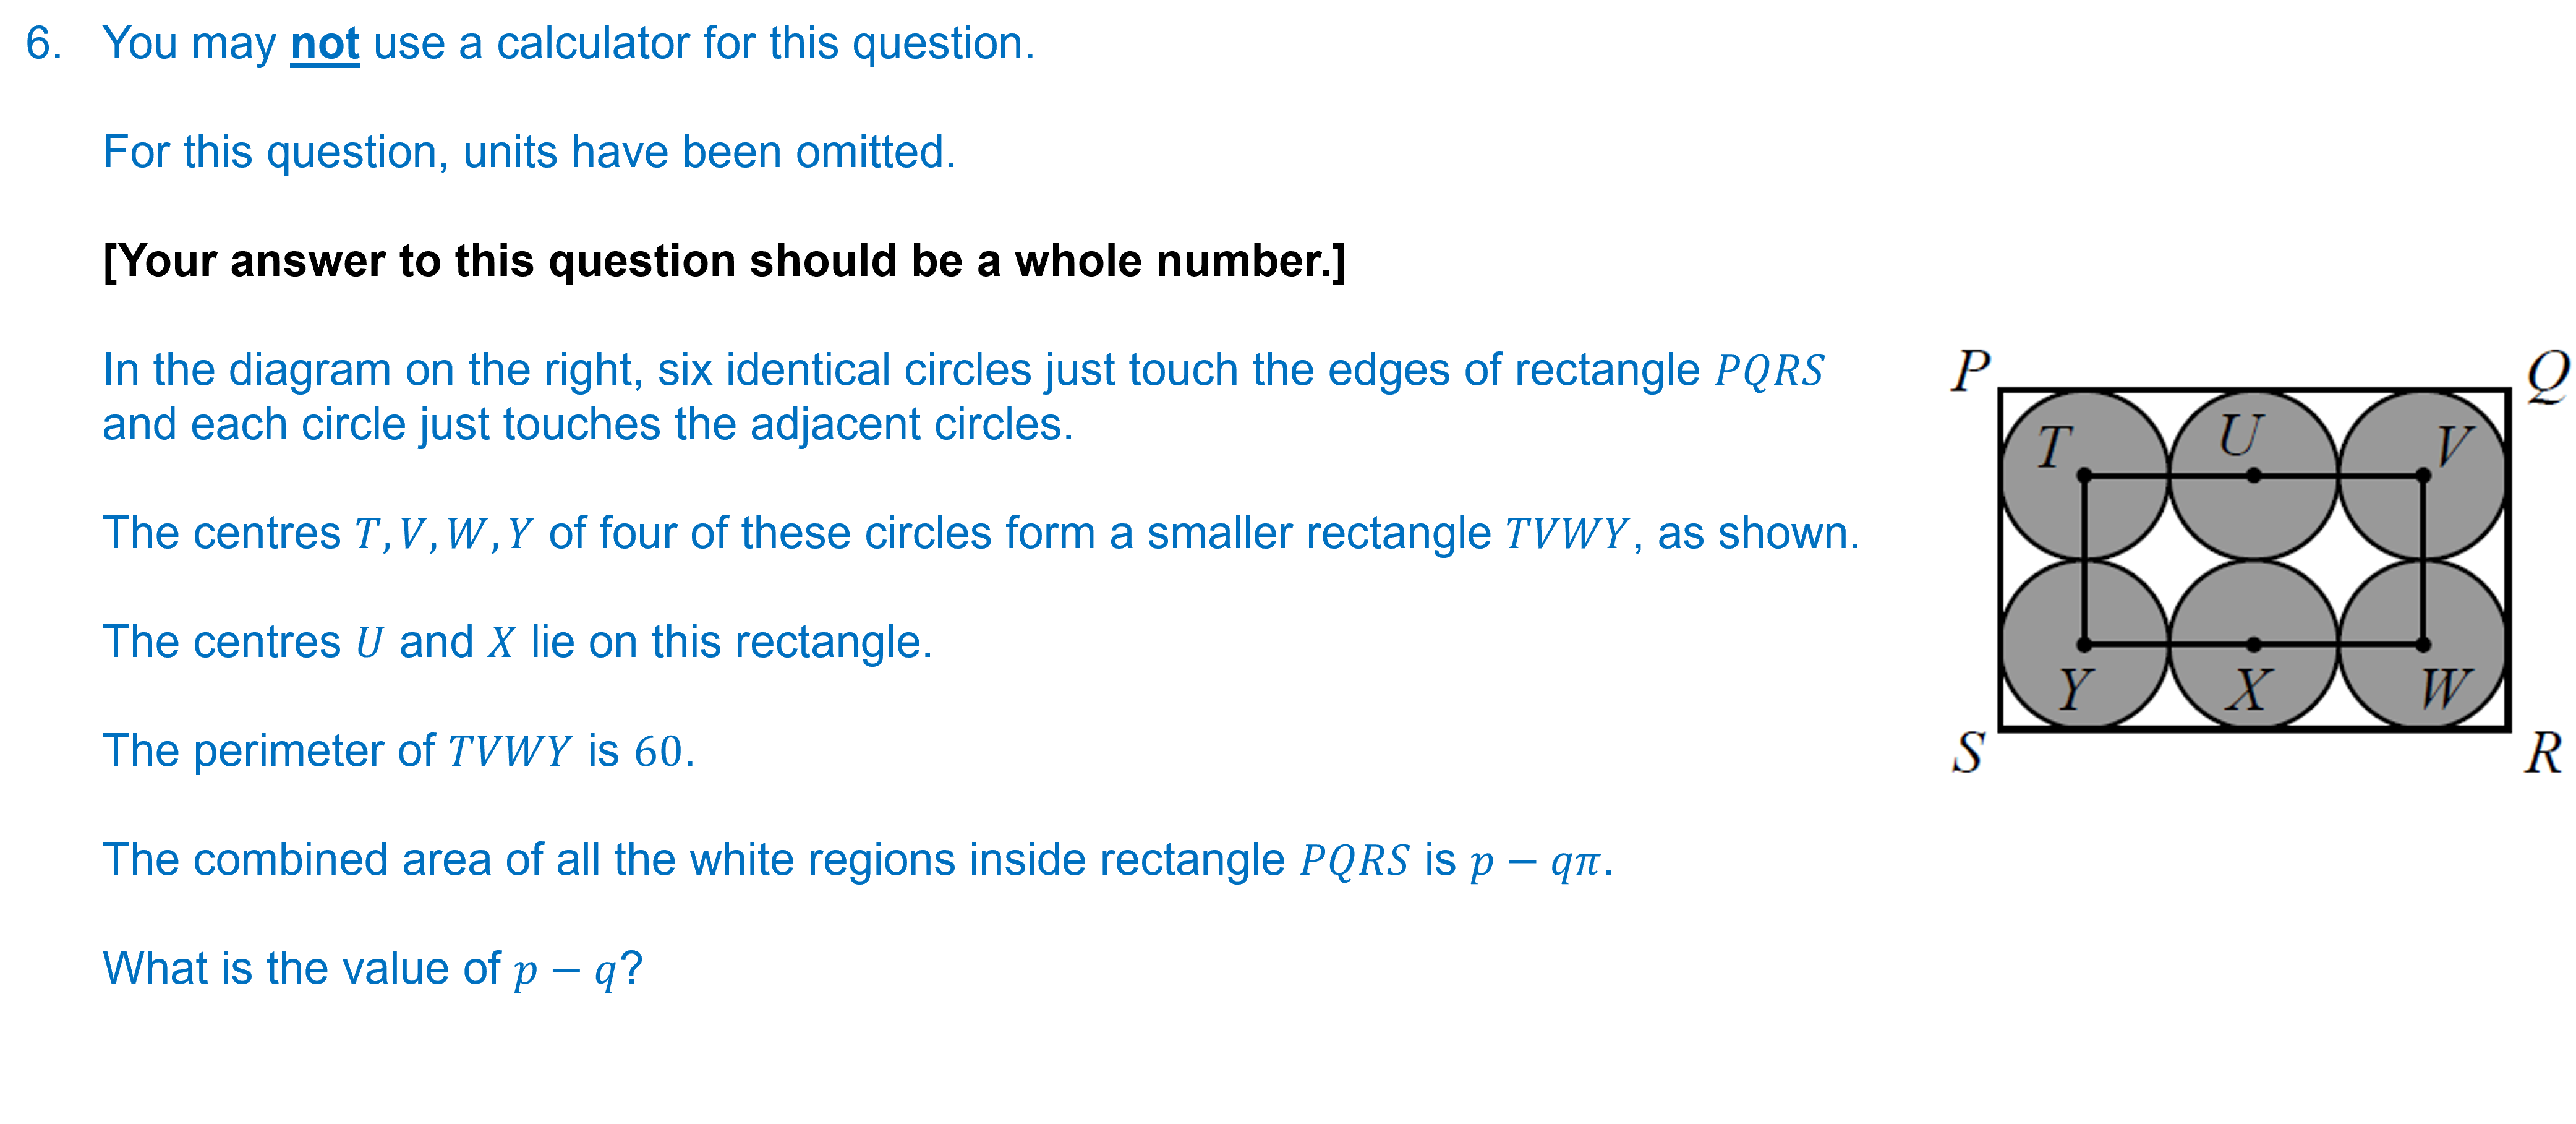 6. You may not use a calculator for this question.
For this question, units have been omitted.
[Your answer to this question should be a whole number.]
In the diagram on the right, six identical circles just touch the edges of rectangle PQRS
and each circle just touches the adjacent circles.
The centres T, V, W, Y of four of these circles form a smaller rectangle TVWY, as shown.
The centres U and X lie on this rectangle.
The perimeter of TVWY is 60.
The combined area of all the white regions inside rectangle PQRS is p − qπ.
What is the value of p − q?
P Q
T U V
Y X W
S R